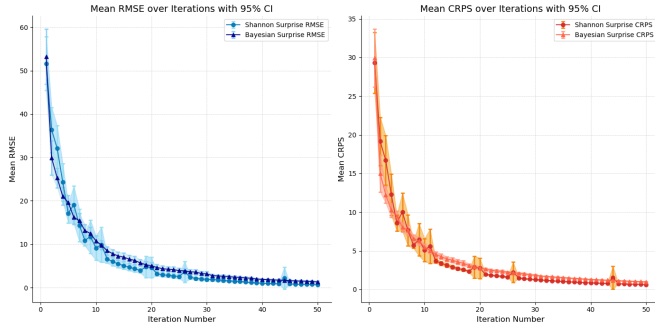 Mean RMSE over Iterations with 95% CI
Shannon Surprise RMSE
Bayesian Surprise RMSE
60
50
40
30
20
10
0
Mean RMSE
0 10 20 30 40 50
Iteration Number
Mean CRPS over Iterations with 95% CI
Shannon Surprise CRPS
Bayesian Surprise CRPS
35
30
25
20
15
10
5
0
Mean CRPS
0 10 20 30 40 50
Iteration Number